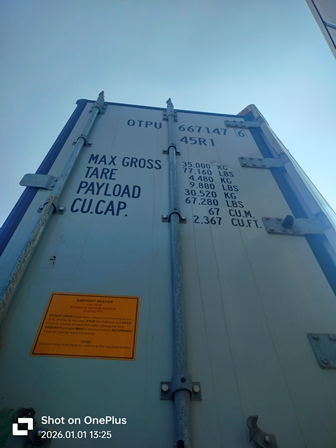 OTPU 667147 6
45R1
MAX GROSS 35.000 KG
77.160 LBS
TARE 4.480 KG
9.880 LBS
PAYLOAD 30.520 KG
67.280 LBS
CU.CAP. 67 CU.M.
2.367 CU.FT.
Shot on OnePlus
2026.01.01 13:25